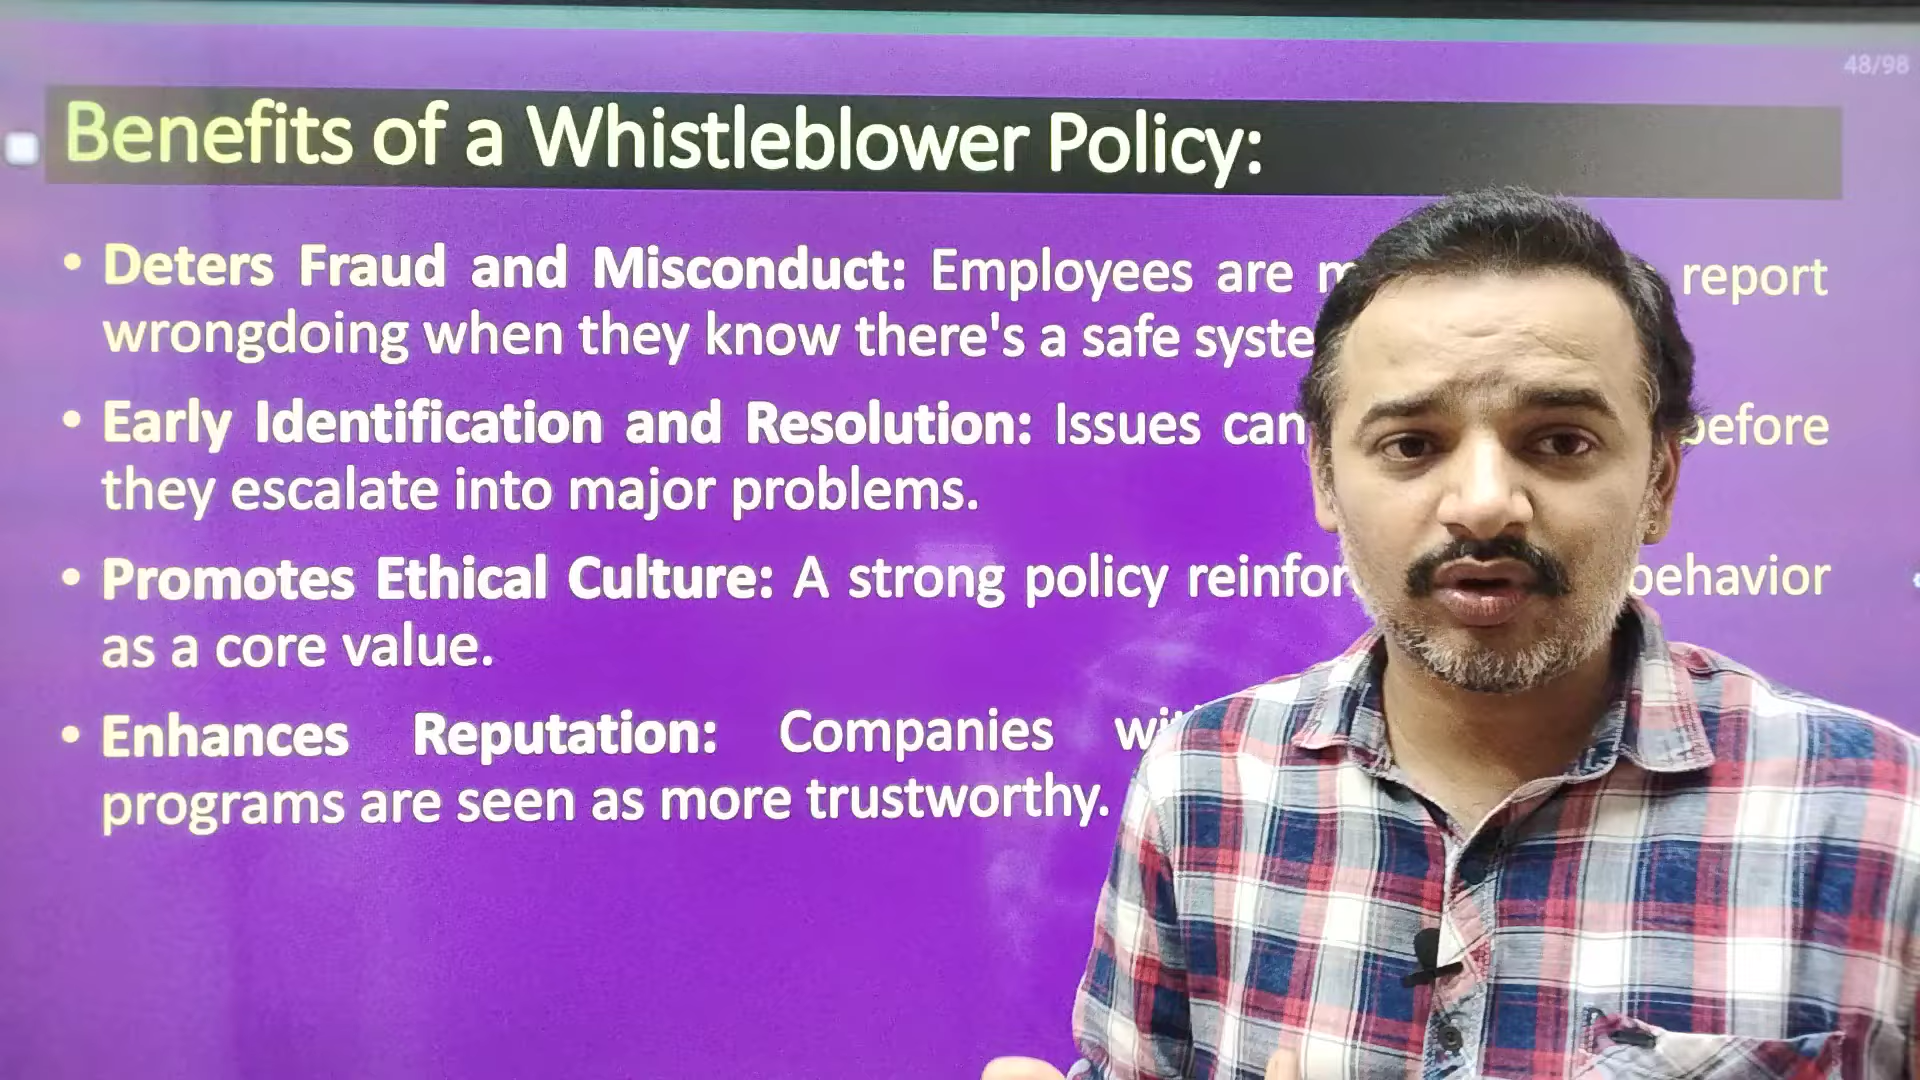 48/98
Benefits of a Whistleblower Policy:
• Deters Fraud and Misconduct: Employees are report
wrongdoing when they know there's a safe
• Early Identification and Resolution: Issues can before
they escalate into major problems.
• Promotes Ethical Culture: A strong policy behavior
as a core value.
• Enhances Reputation: Companies
programs are seen as more trustworthy.